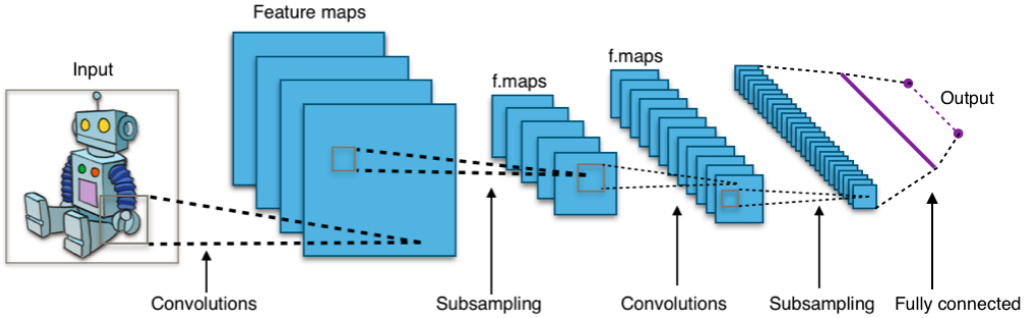 Feature maps
Input
f.maps
f.maps
Output
Convolutions
Subsampling
Convolutions
Subsampling
Fully connected